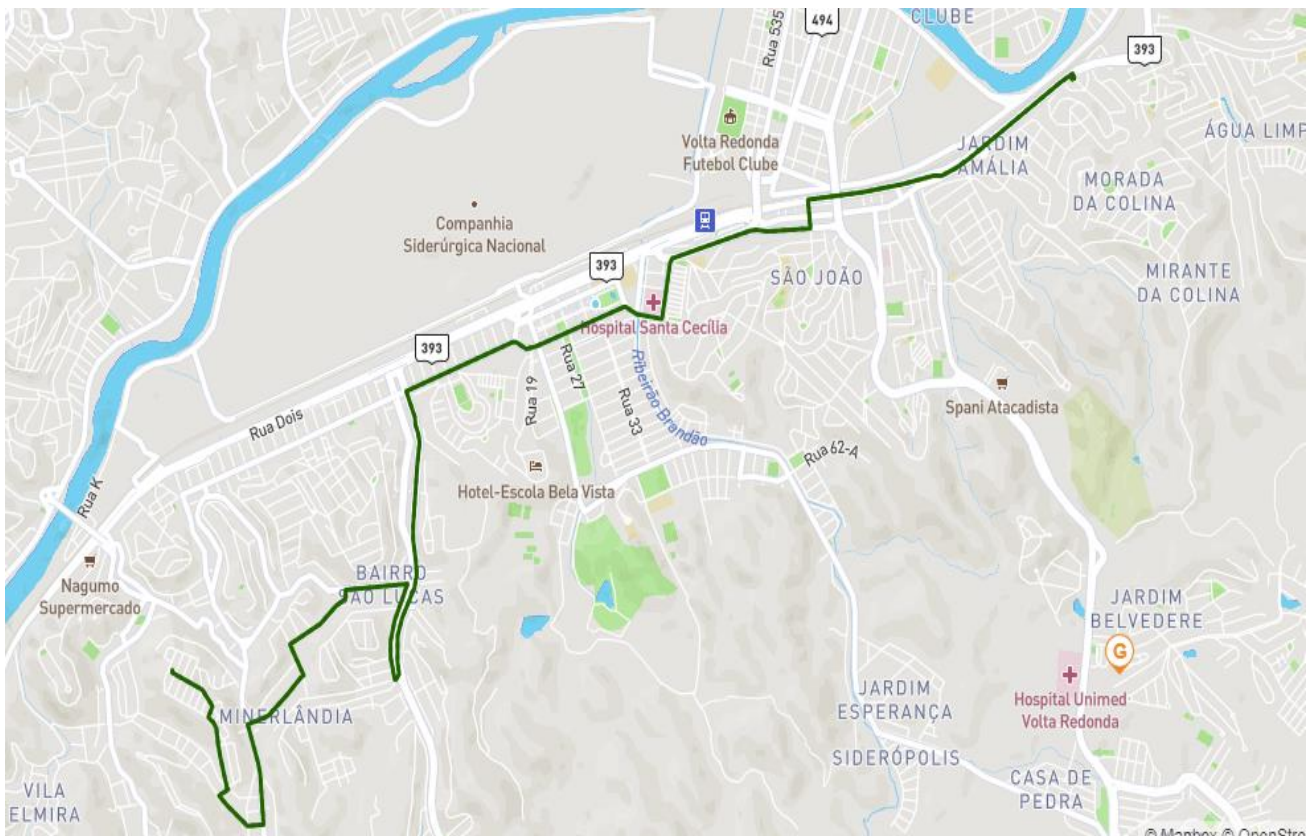 CLUBE
494
Rua 535
393
ÁGUA LIMP
Volta Redonda
Futebol Clube
JARDIM
AMÁLIA
MORADA
DA COLINA
Companhia
Siderúrgica Nacional
393
SÃO JOÃO
MIRANTE
DA COLINA
Hospital Santa Cecília
393
Rua Dois
Rua 19
Rua 27
Rua 33
Ribeirão Brandão
Spani Atacadista
Rua 62-A
Rua K
Hotel-Escola Bela Vista
Nagumo
Supermercado
BAIRRO
SÃO LUCAS
JARDIM
BELVEDERE
G
MINERLÂNDIA
JARDIM
ESPERANÇA
Hospital Unimed
Volta Redonda
SIDERÓPOLIS
CASA DE
PEDRA
VILA
ELMIRA
© Mapbox © OpenStre